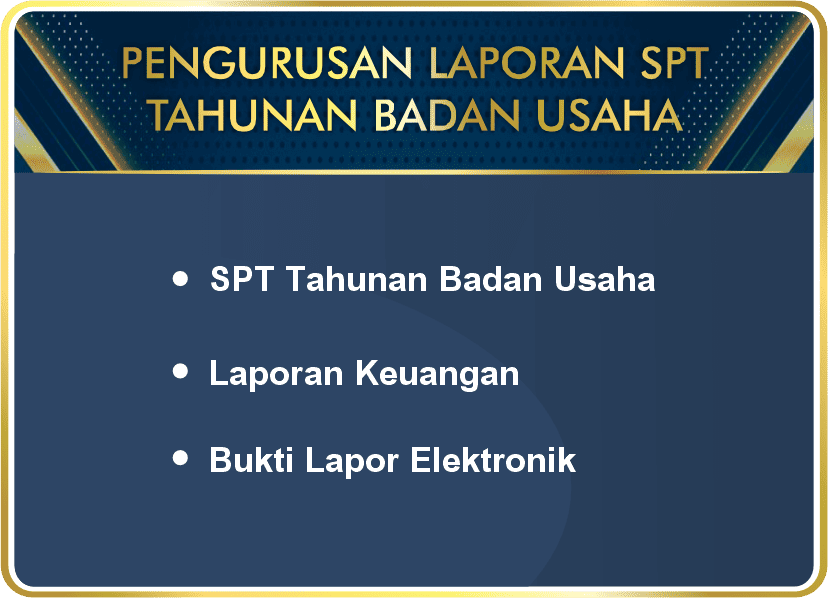 PENGURUSAN LAPORAN SPT
TAHUNAN BADAN USAHA
• SPT Tahunan Badan Usaha
• Laporan Keuangan
• Bukti Lapor Elektronik